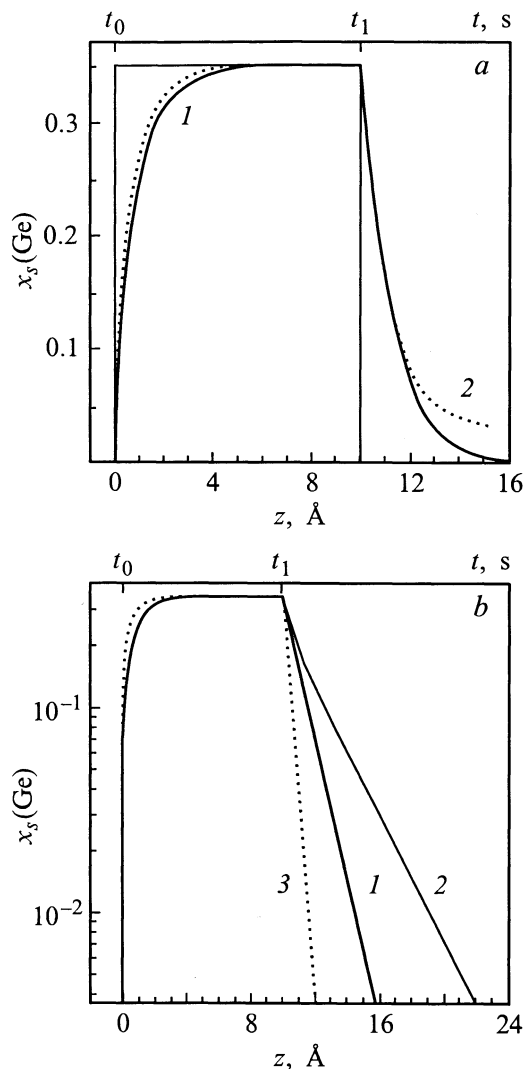 t₀ t₁ t, s
a
0.3
1
0.2
xₛ(Ge)
0.1
2
0 4 8 12 16
z, Å
t₀ t₁ t, s
b
10⁻¹
xₛ(Ge)
3 1 2
10⁻²
0 8 16 24
z, Å